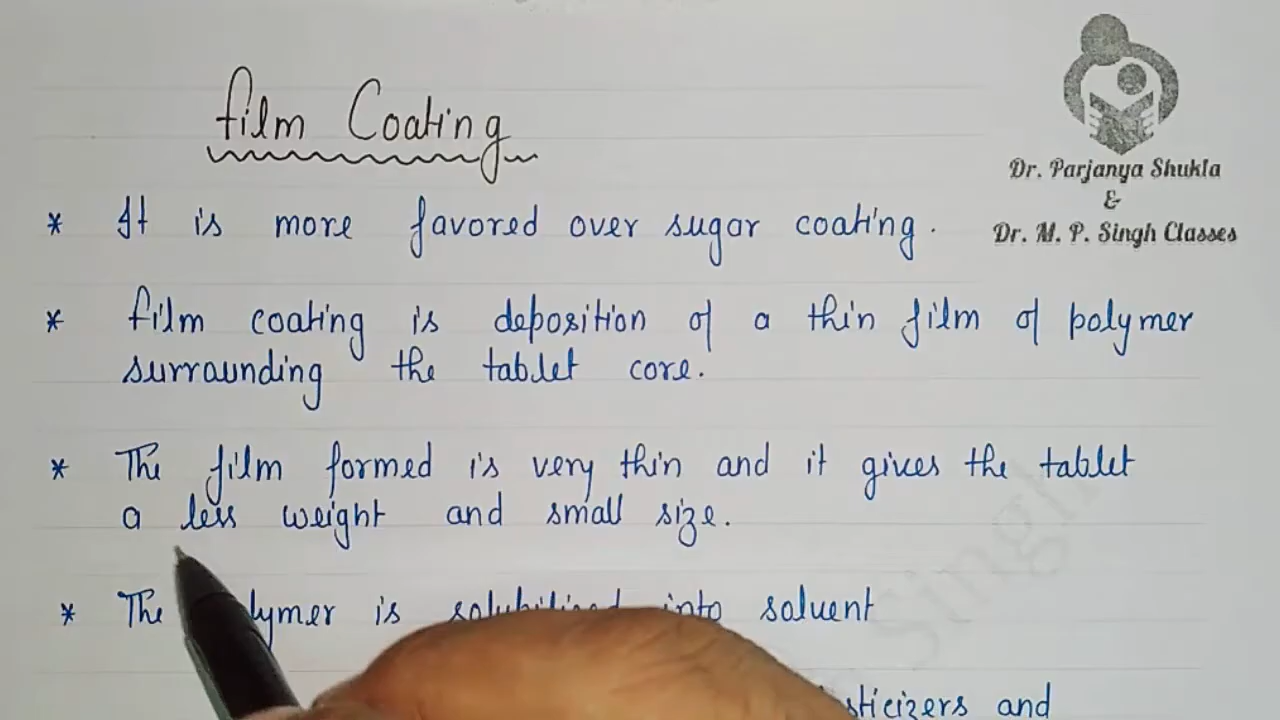 film Coating
Dr. Parjanya Shukla
&
Dr. M. P. Singh Classes
* It is more favored over sugar coating.
* film coating is deposition of a thin film of polymer
surraunding the tablet core.
* The film formed is very thin and it gives the tablet
a less weight and small size.
* The is into solvent
and
Singh